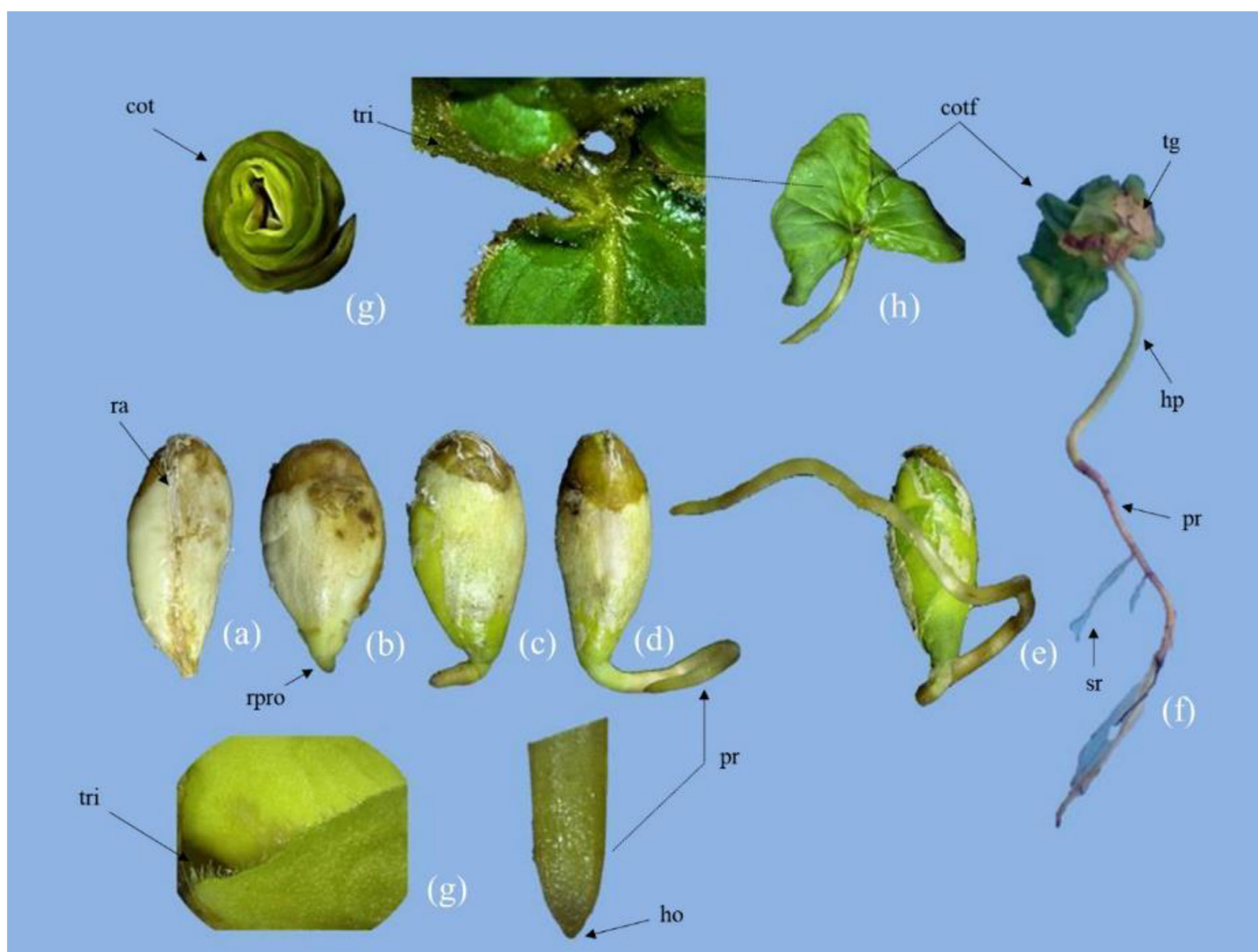 cot
tri
cotf
tg
(g)
(h)
hp
ra
pr
(a)
(b)
(c)
(d)
(e)
rpro
sr
(f)
pr
tri
(g)
ho